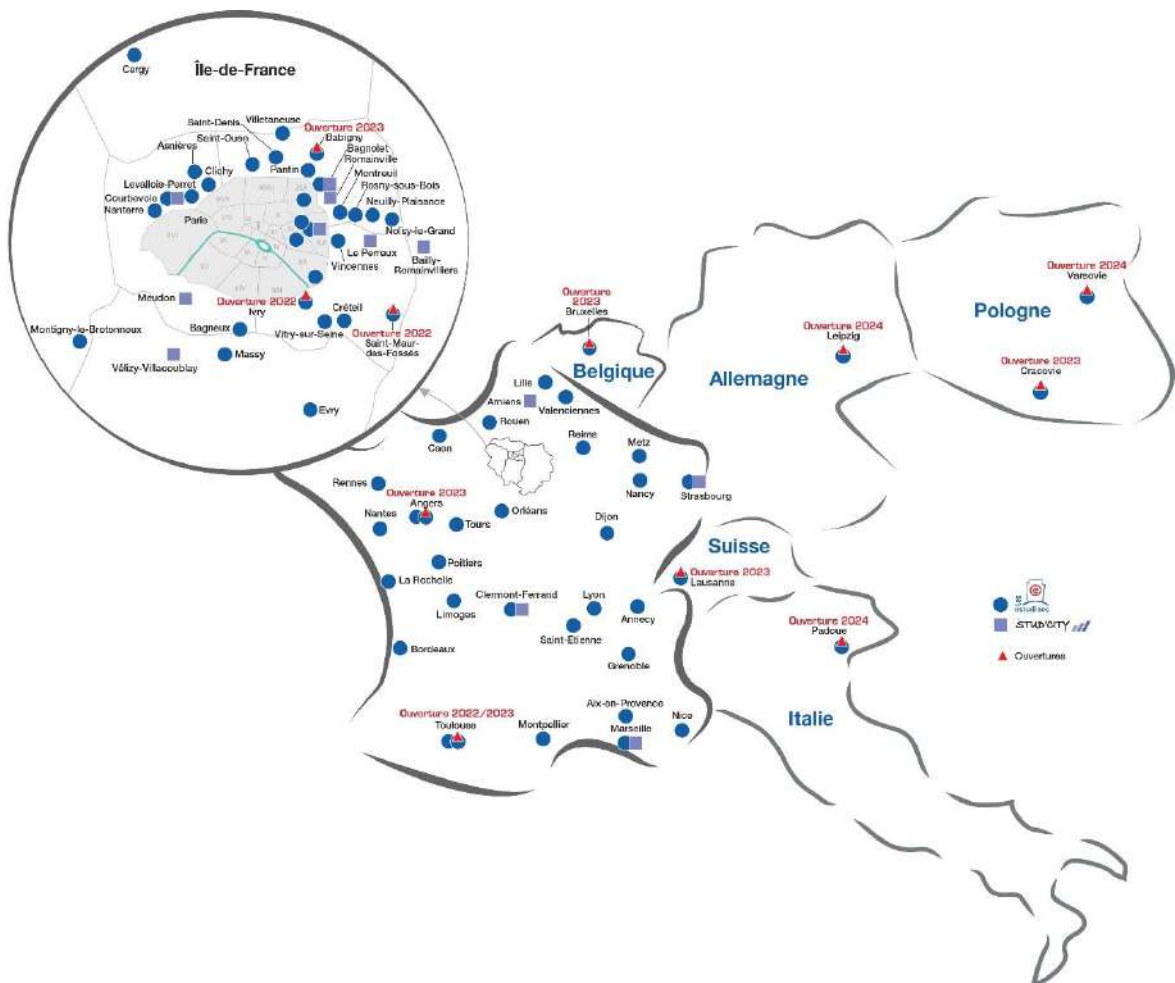 Cergy
Île-de-France
Saint-Denis
Villetaneuse
Ouverture 2023
Babigny
Saint-Ouen
Bagnolet
Asnières
Romainville
Clichy
Pantin
Montreuil
Levallois-Perret
Rosny-sous-Bois
Courbevoie
Neuilly-Plaisance
Nanterre
Paris
Noisy-le-Grand
Le Perreux
Bailly-
Romainvilliers
Vincennes
Meudon
Ouverture 2022
Ivry
Créteil
Ouverture 2022
Saint-Maur-
des-Fossés
Montigny-le-Bretonneux
Bagneux
Vitry-sur-Seine
Massy
Vélizy-Villacoublay
Evry
Ouverture
2023
Bruxelles
Belgique
Ouverture 2024
Leipzig
Allemagne
Ouverture 2024
Varsovie
Pologne
Ouverture 2023
Cracovie
Lille
Amiens
Valenciennes
Rouen
Caen
Reims
Metz
Nancy
Strasbourg
Rennes
Ouverture 2023
Angers
Nantes
Tours
Orléans
Dijon
Poitiers
La Rochelle
Limoges
Clermont-Ferrand
Lyon
Saint-Etienne
Annecy
Grenoble
Bordeaux
Suisse
Ouverture 2023
Lausanne
Ouverture 2024
Padoue
Italie
Ouverture 2022/2023
Toulouse
Montpellier
Aix-en-Provence
Marseille
Nice
STUD'CITY
Ouvertures